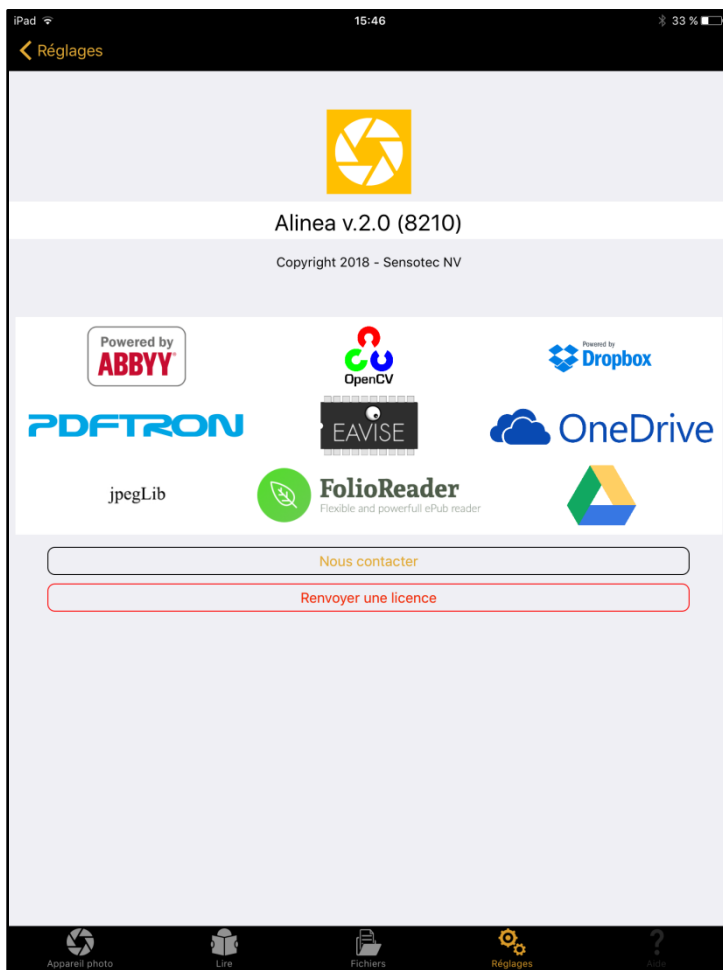 iPad 15:46 33 %
Réglages
Alinea v.2.0 (8210)
Copyright 2018 - Sensotec NV
Powered by
ABBYY
OpenCV
Powered by
Dropbox
PDFTRON
EAVISE
OneDrive
jpegLib
FolioReader
Flexible and powerfull ePub reader
Nous contacter
Renvoyer une licence
Appareil photo Lire Fichiers Réglages Aide